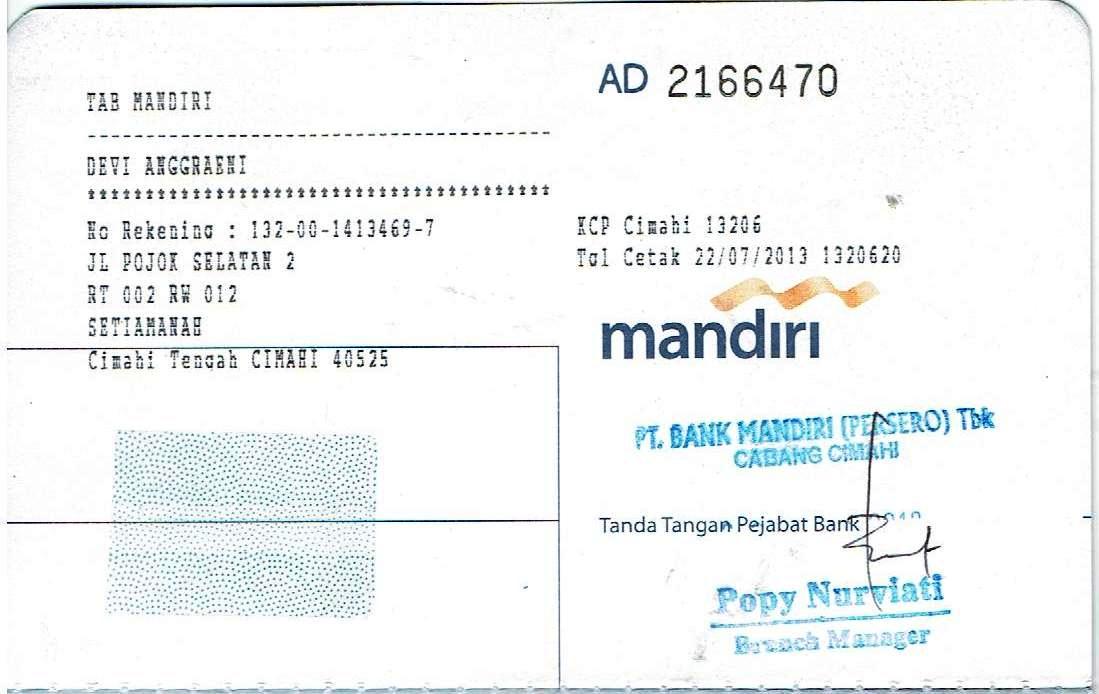 TAB MANDIRI
DEVI ANGGRAENI
****************************************
No Rekening : 132-00-1413469-7
JL POJOK SELATAN 2
RT 002 RW 012
SETIAMANAH
Cimahi Tengah CIMAHI 40525
AD 2166470
KCP Cimahi 13206
Tgl Cetak 22/07/2013 1320620
mandiri
PT. BANK MANDIRI (PERSERO) Tbk
CABANG CIMAHI
Tanda Tangan Pejabat Bank
Popy Nurviati
Branch Manager